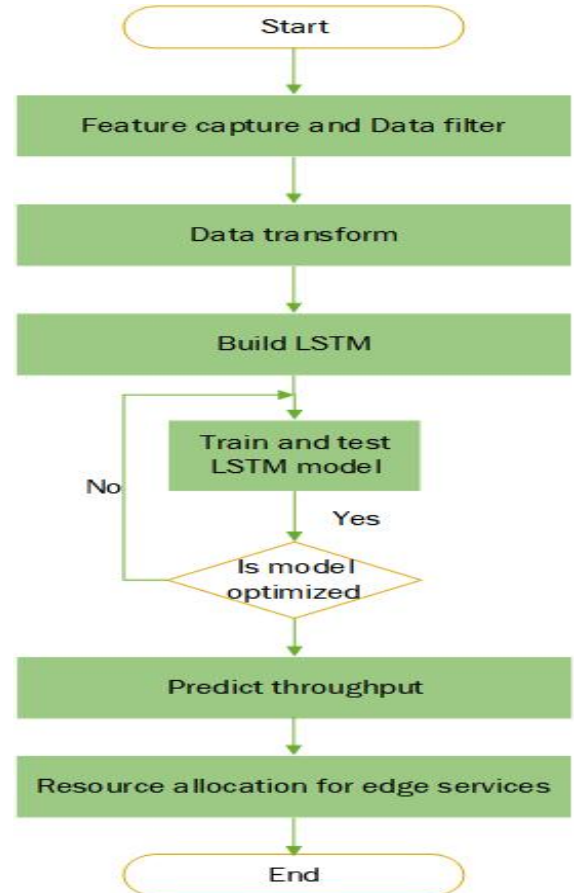 Start
Feature capture and Data filter
Data transform
Build LSTM
Train and test
LSTM model
No
Yes
Is model
optimized
Predict throughput
Resource allocation for edge services
End